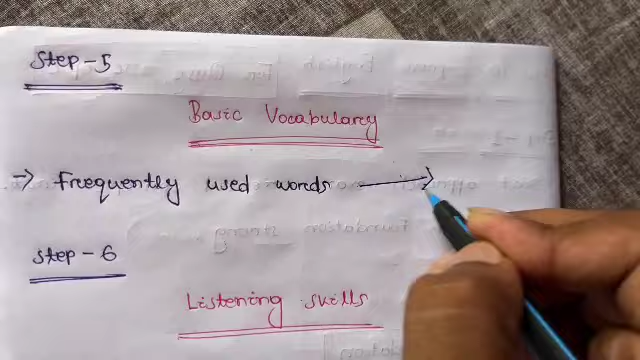 Step-5
Basic Vocabulary
→ Frequently used words →
Step-6
Listening skills